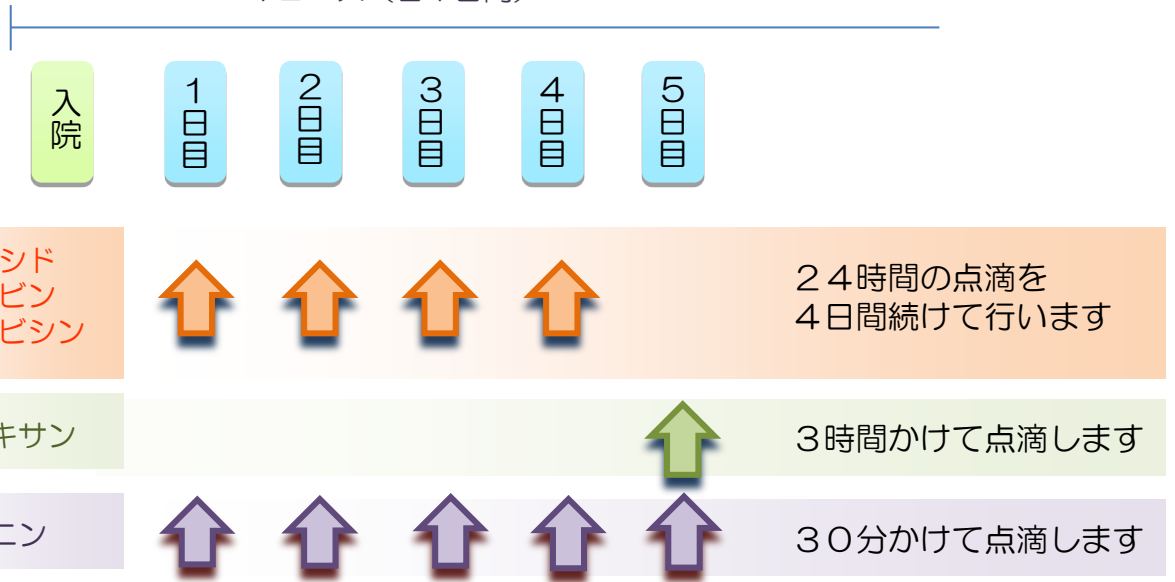 入院
1日目
2日目
3日目
4日目
5日目
シド
ビン
ビシン
２４時間の点滴を
４日間続けて行います
キサン
３時間かけて点滴します
ニン
３０分かけて点滴します